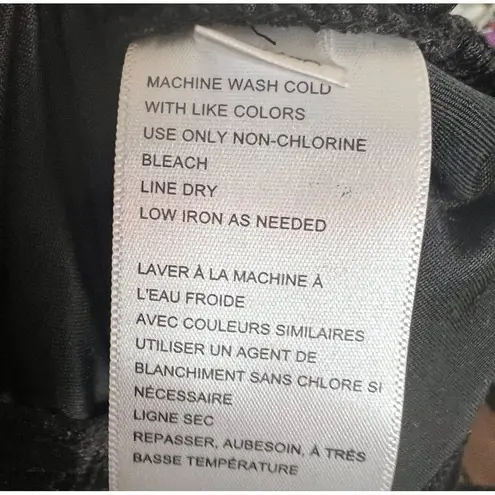 MACHINE WASH COLD
WITH LIKE COLORS
USE ONLY NON-CHLORINE
BLEACH
LINE DRY
LOW IRON AS NEEDED
LAVER À LA MACHINE À
L'EAU FROIDE
AVEC COULEURS SIMILAIRES
UTILISER UN AGENT DE
BLANCHIMENT SANS CHLORE SI
NÉCESSAIRE
LIGNE SEC
REPASSER, AUBESOIN, À TRÉS
BASSE TEMPÉRATURE